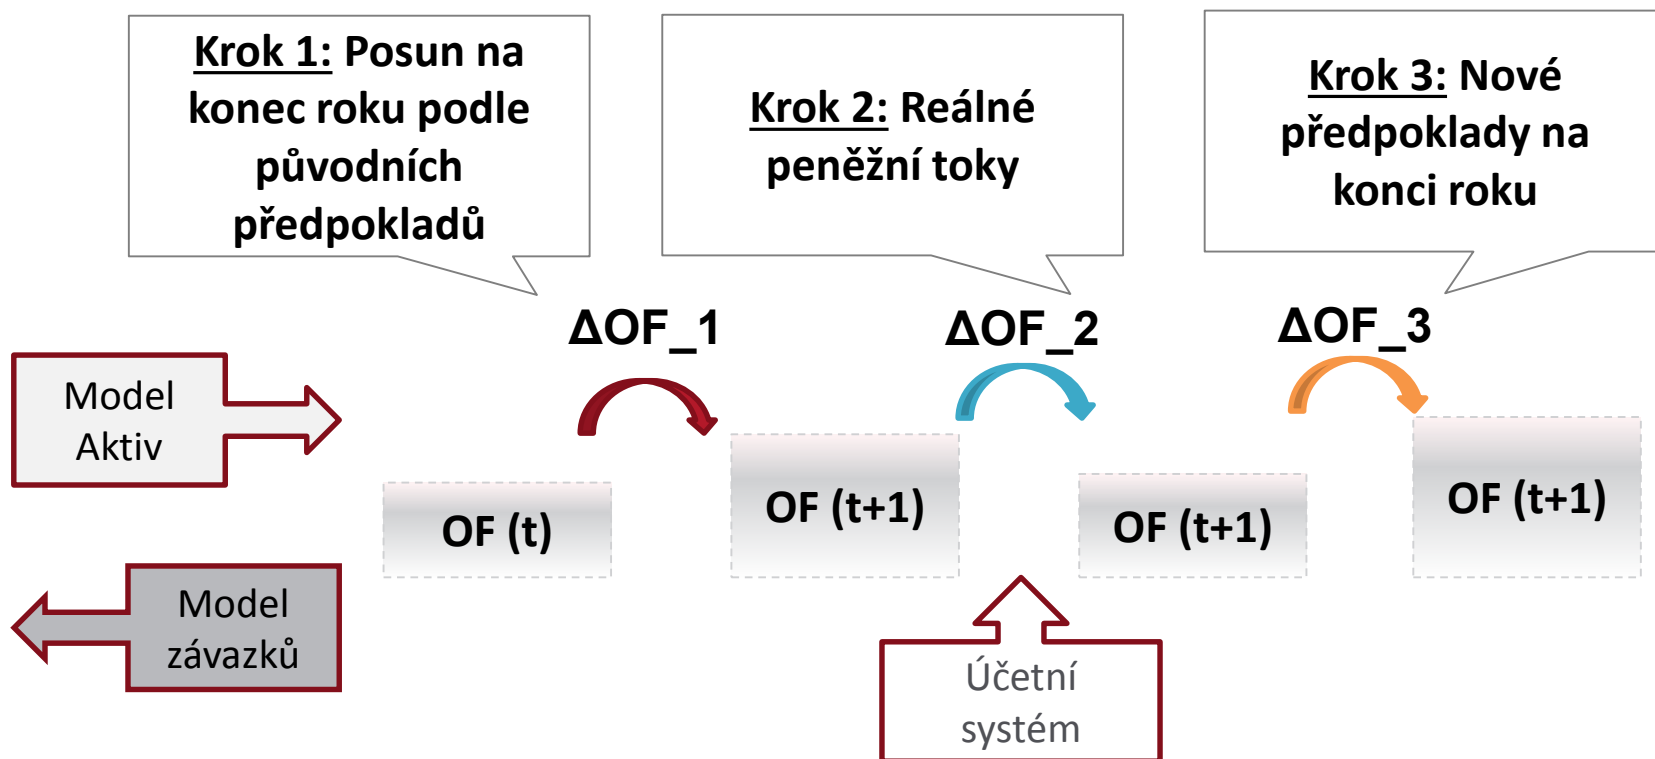 Krok 1: Posun na
konec roku podle
původních
předpokladů
Krok 2: Reálné
peněžní toky
Krok 3: Nové
předpoklady na
konci roku
ΔOF_1
ΔOF_2
ΔOF_3
Model
Aktiv
OF (t)
OF (t+1)
OF (t+1)
OF (t+1)
Model
závazků
Účetní
systém